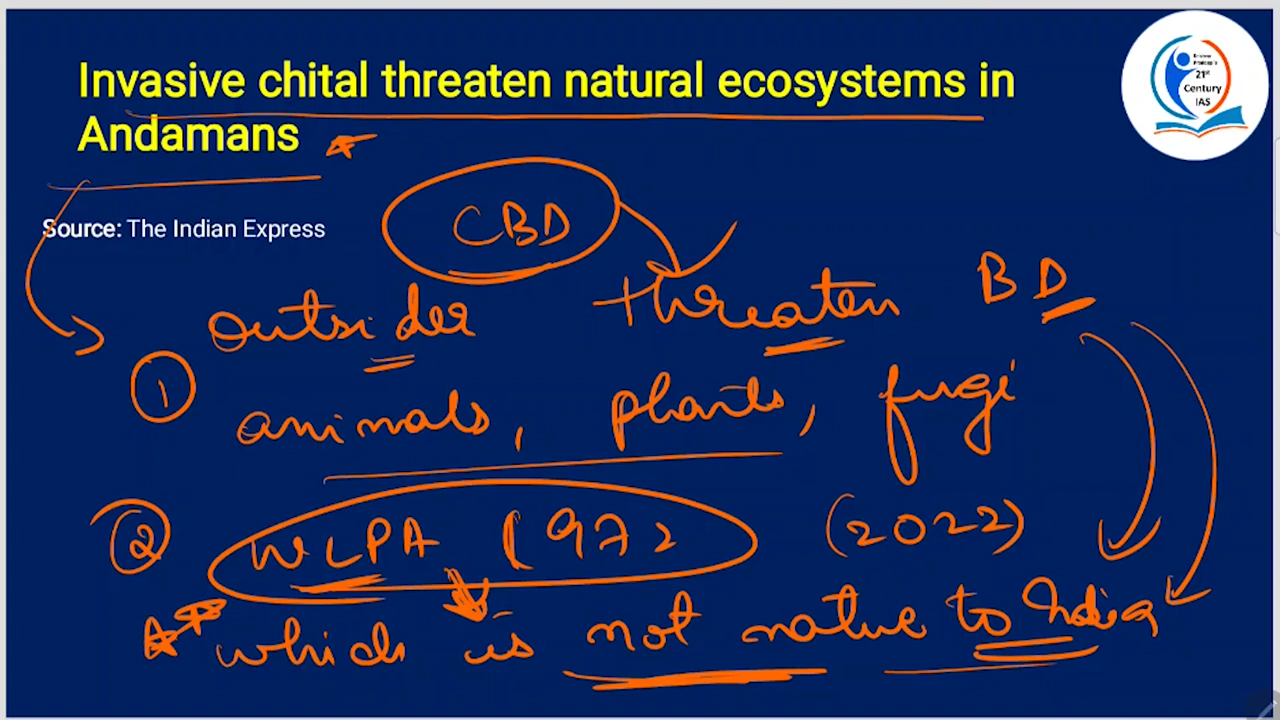 Invasive chital threaten natural ecosystems in
Andamans
21st
Century
IAS
Source: The Indian Express
CBD
outsider threaten BD
1 animals, plants, fugi
2 WLPA (1972 (2022)
which is not native to India